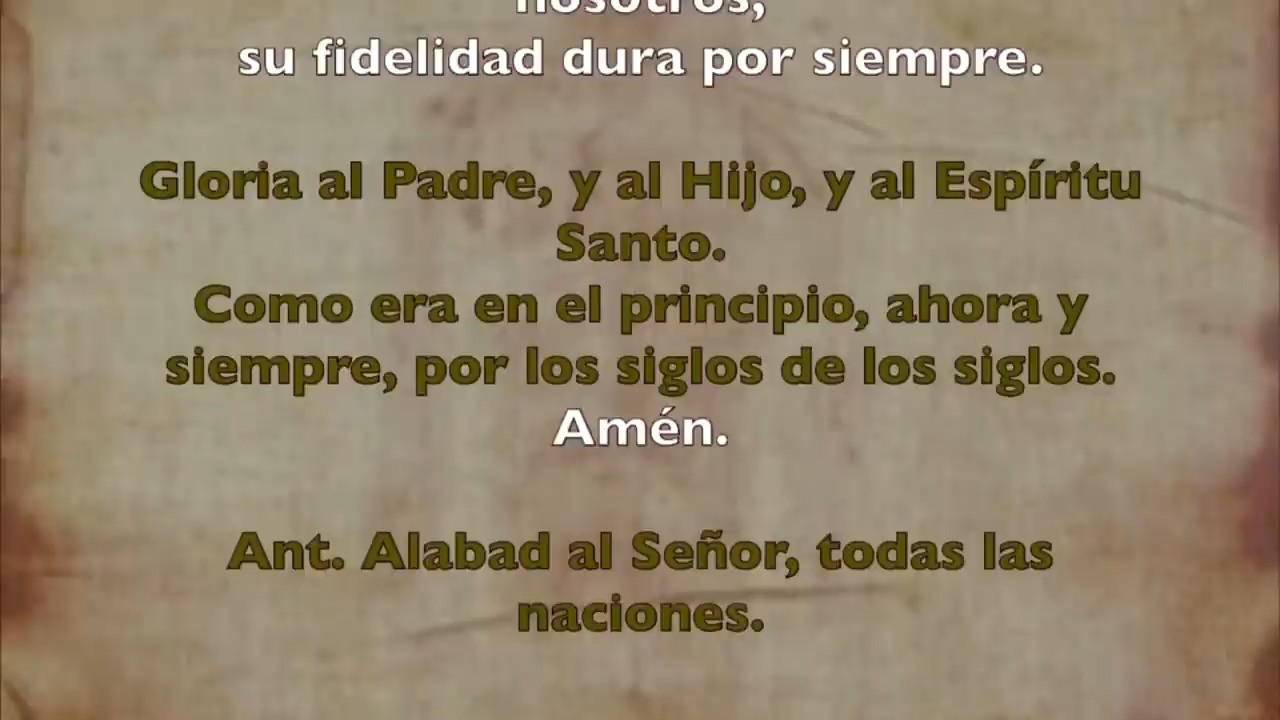 nosotros,
su fidelidad dura por siempre.
Gloria al Padre, y al Hijo, y al Espíritu
Santo.
Como era en el principio, ahora y
siempre, por los siglos de los siglos.
Amén.
Ant. Alabad al Señor, todas las
naciones.